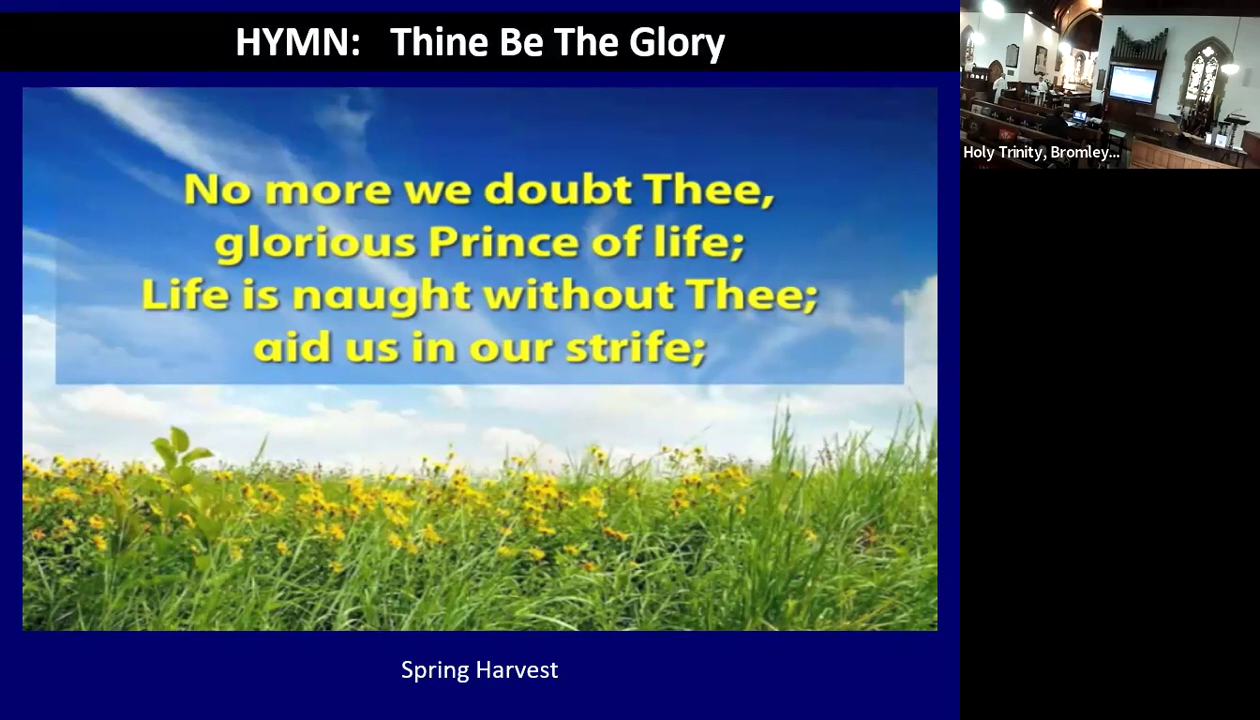 HYMN: Thine Be The Glory
No more we doubt Thee,
glorious Prince of life;
Life is naught without Thee;
aid us in our strife;
Spring Harvest
Holy Trinity, Bromley...